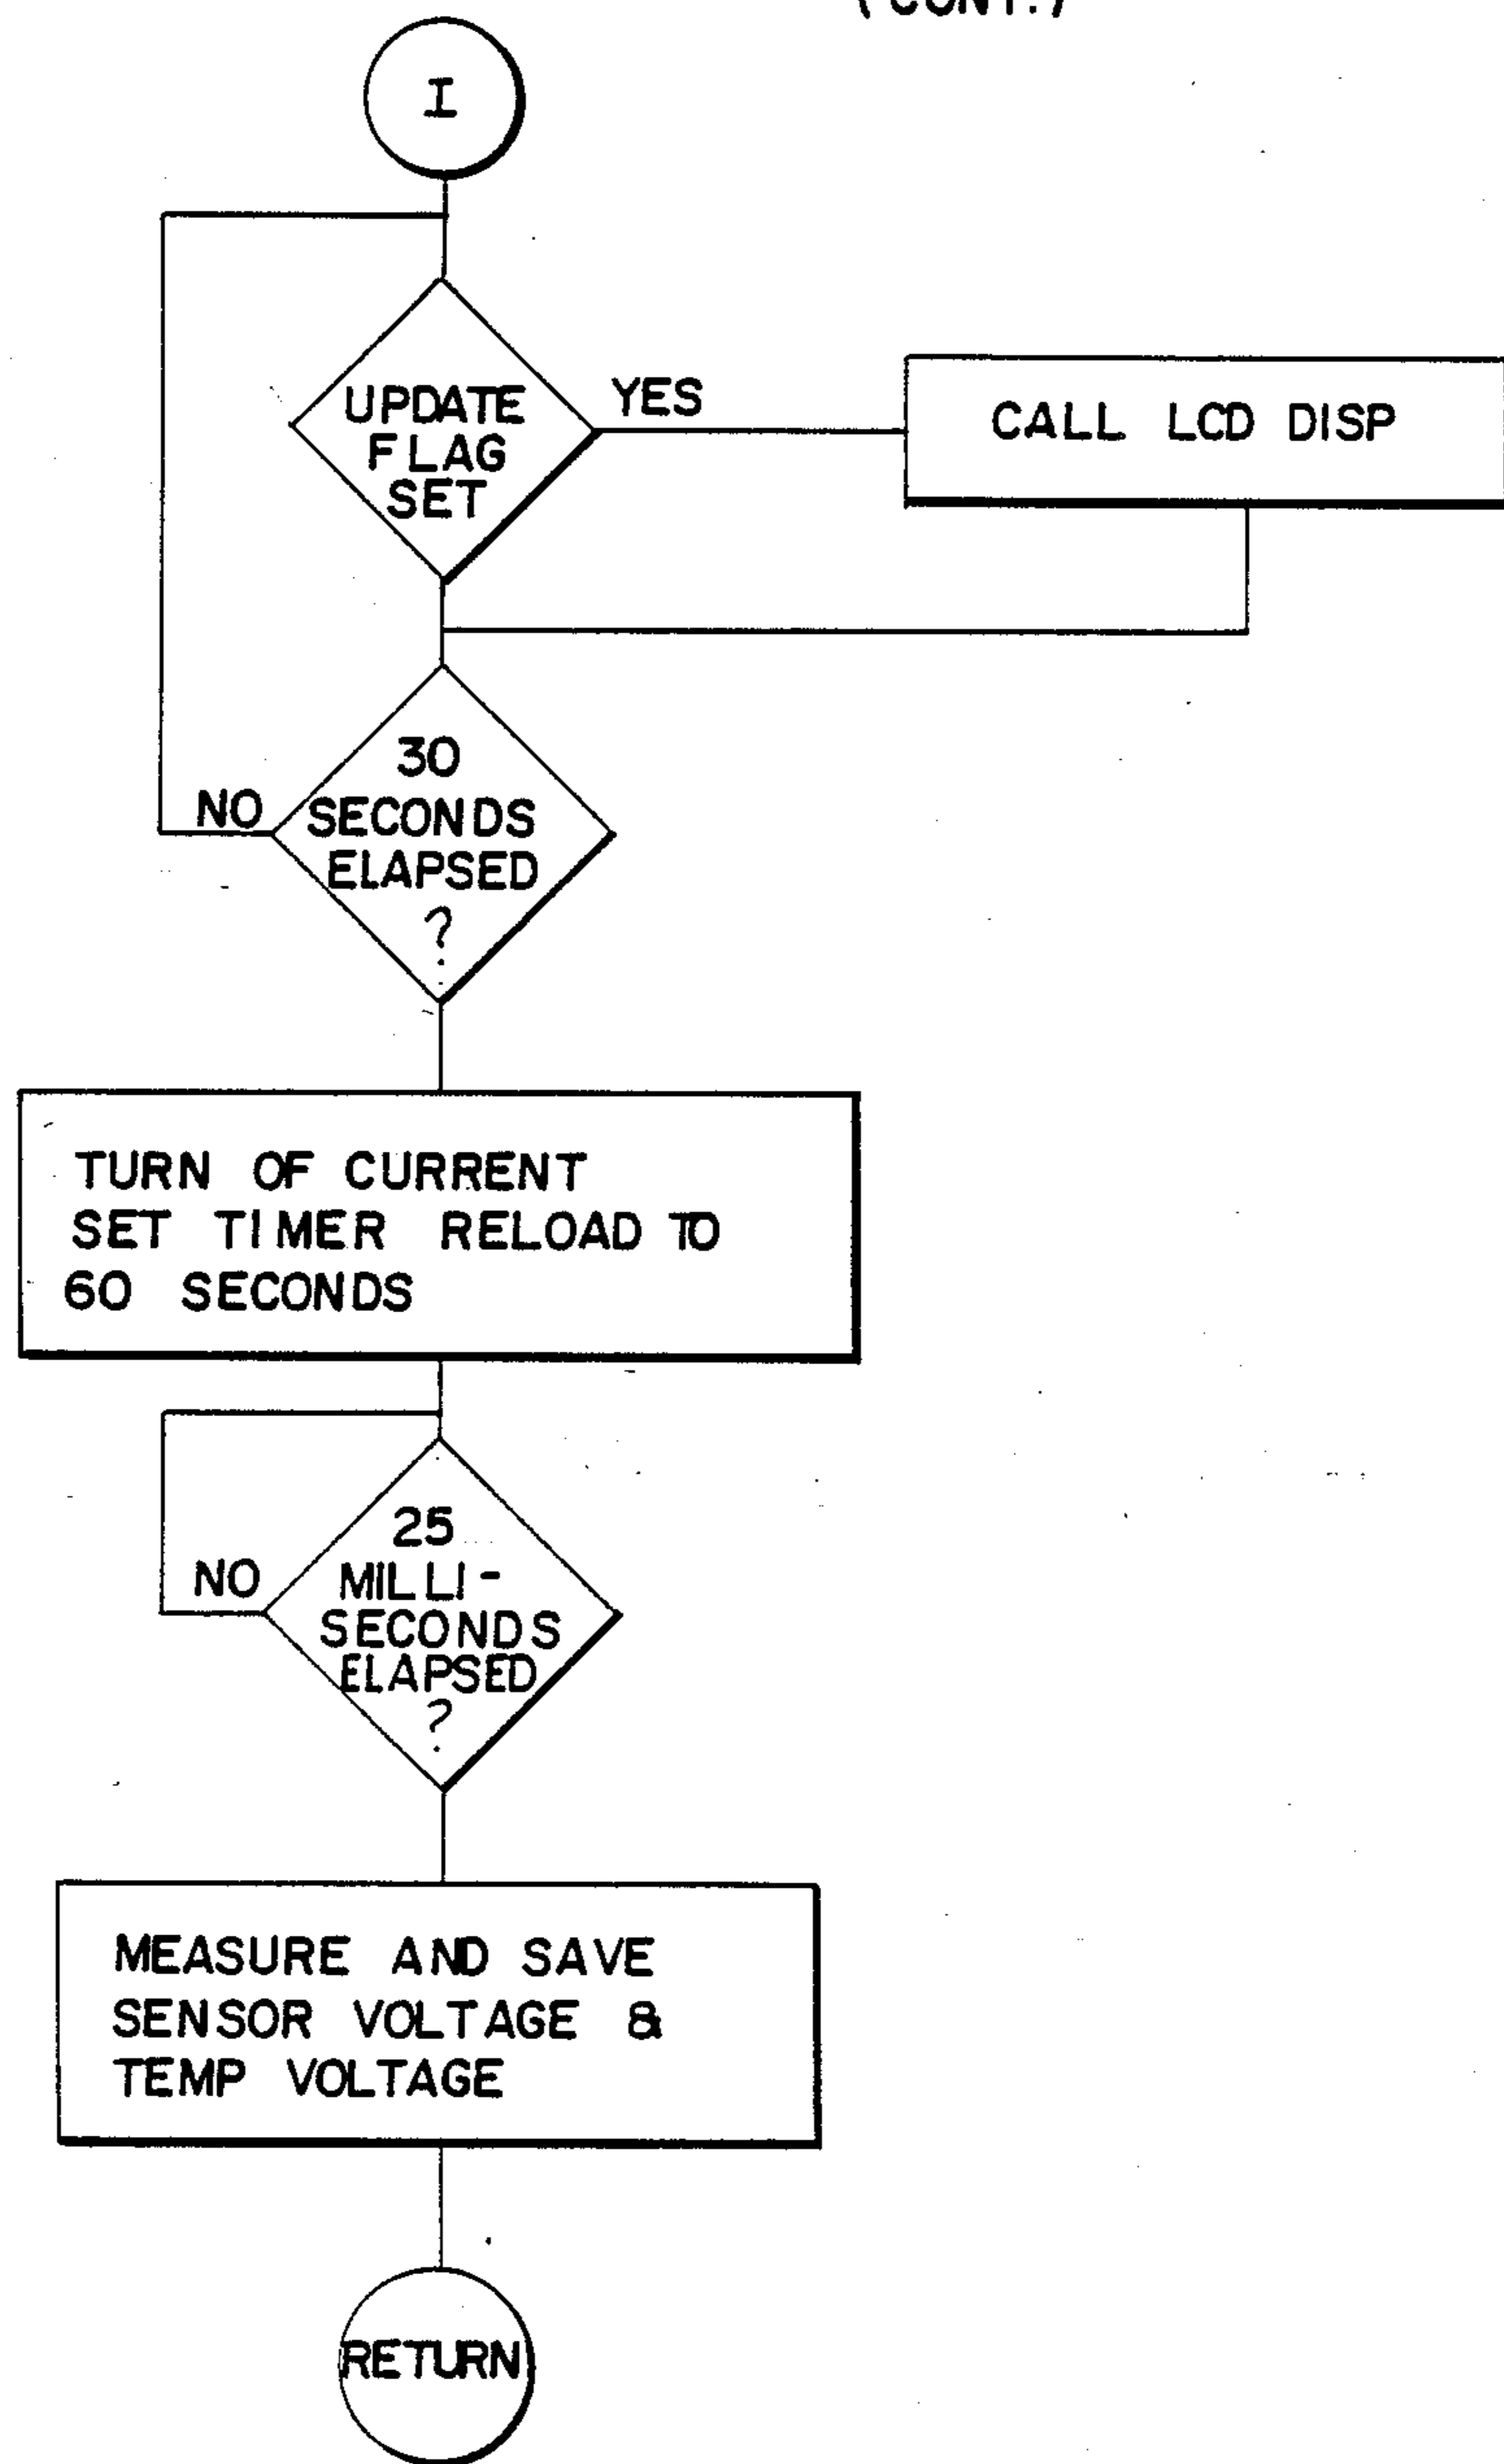 (CONT.)
I
UPDATE
FLAG
SET
YES
CALL LCD DISP
30
SECONDS
ELAPSED
?
NO
TURN OF CURRENT
SET TIMER RELOAD TO
60 SECONDS
25
MILLI-
SECONDS
ELAPSED
?
NO
MEASURE AND SAVE
SENSOR VOLTAGE &
TEMP VOLTAGE
RETURN